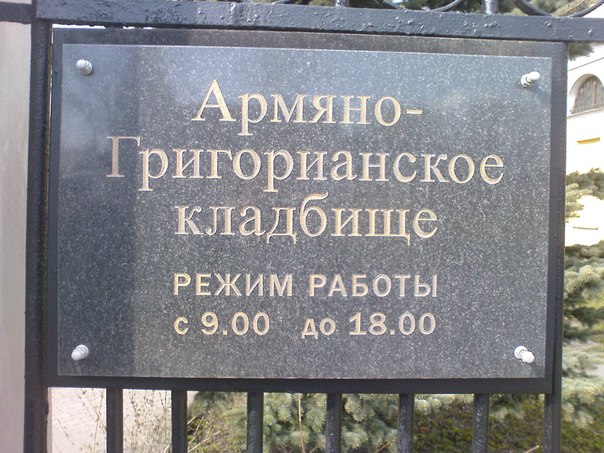 Армяно-
Григорианское
кладбище
РЕЖИМ РАБОТЫ
с 9.00 до 18.00